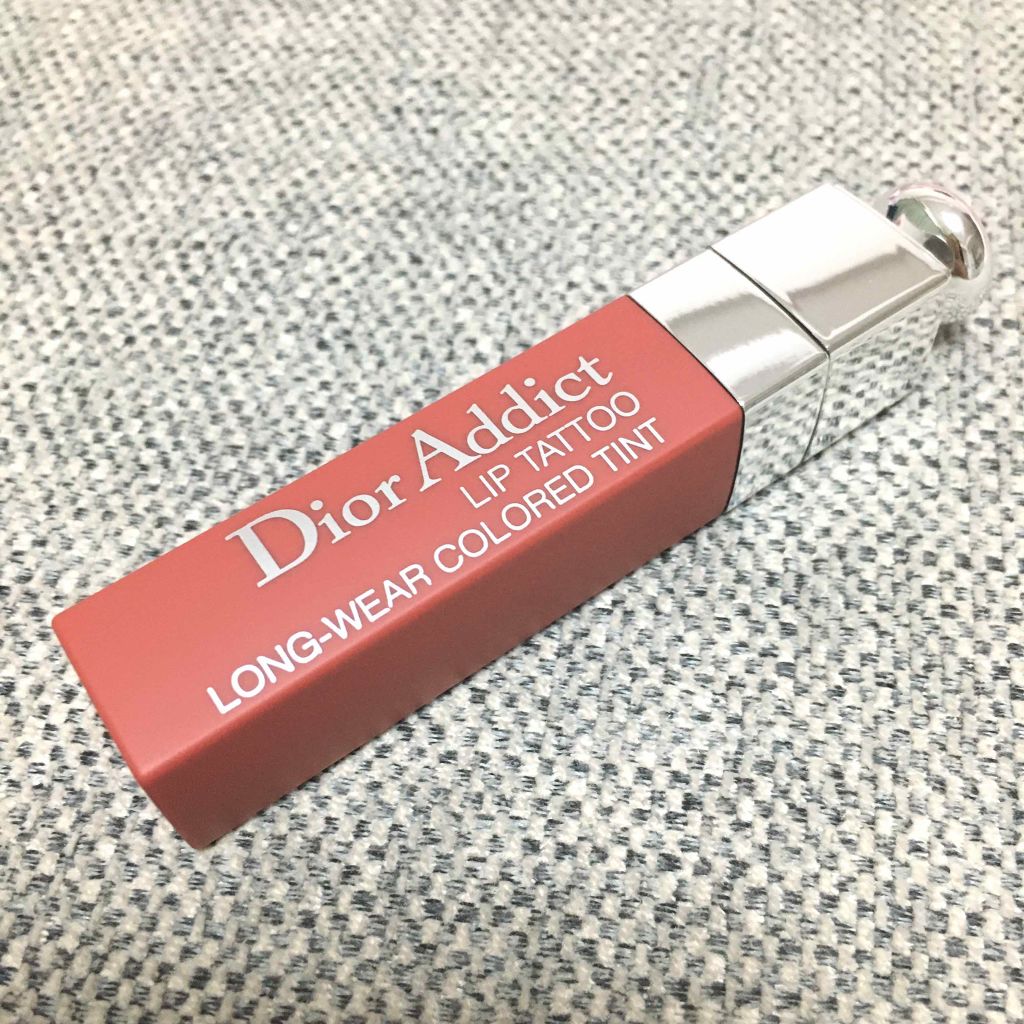 Dior Addict
LIP TATTOO
LONG-WEAR COLORED TINT